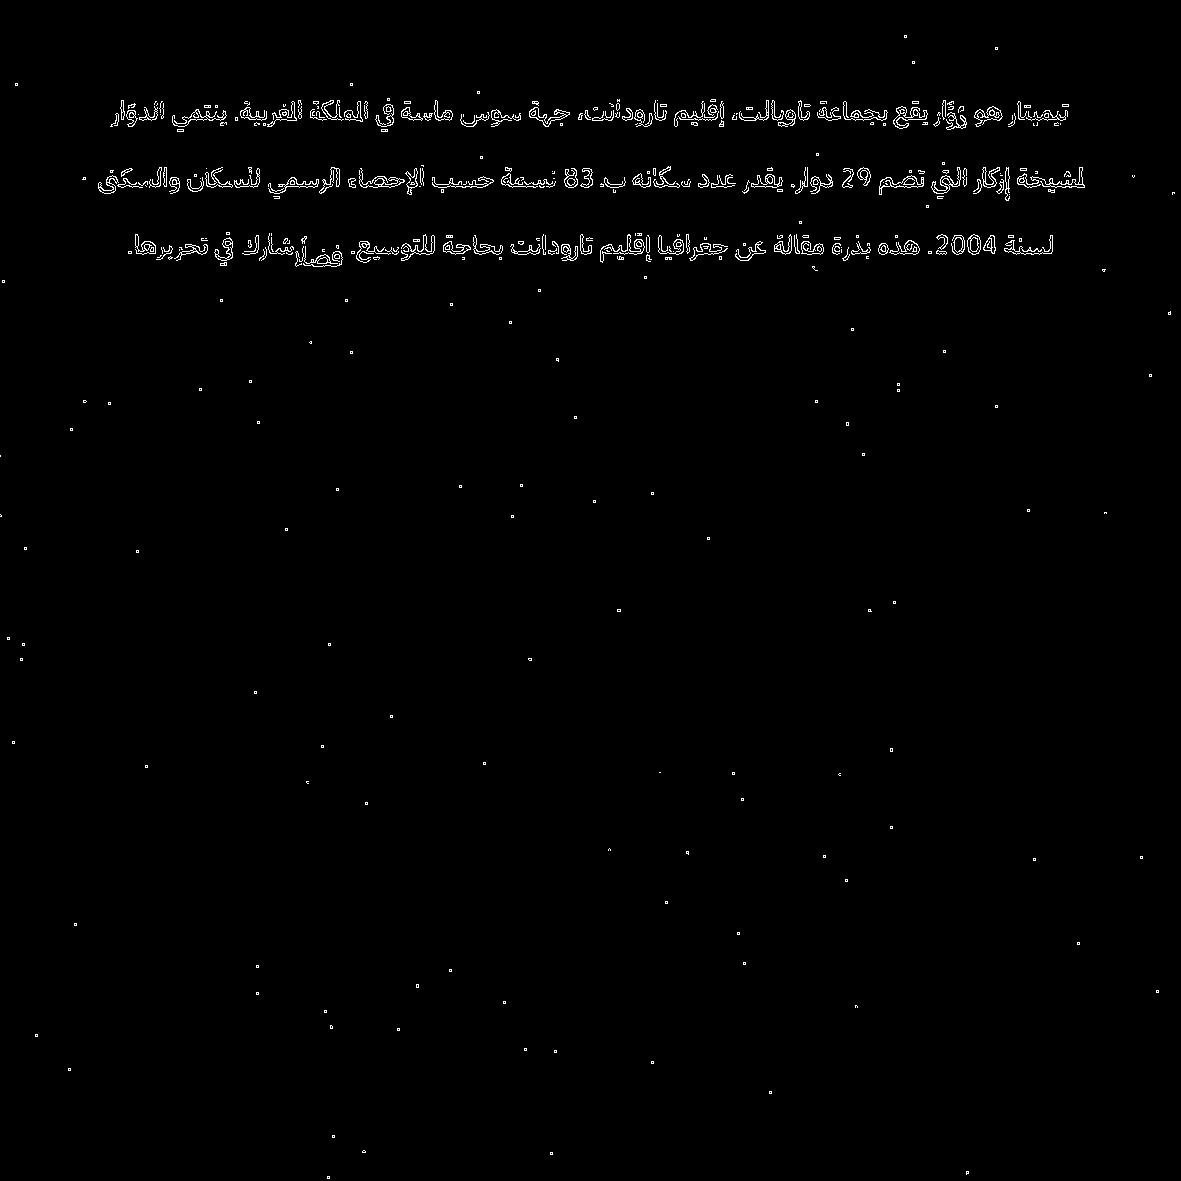 تيميتار هو دُوَّار يقع بجماعة تاويالت، إقليم تارودانت، جهة سوس ماسة في المملكة المغربية. ينتمي الدوّار
لمشيخة إزكار التي تضم 29 دوار. يقدر عدد سكانه ب. 83 نسمة حسب الإحصاء الرسمي للسكان والسكنى
لسنة 2004. هذه بذرة مقالة عن جغرافيا إقليم تارودانت بحاجة للتوسيع. فضلًا شارك في تحريرها.